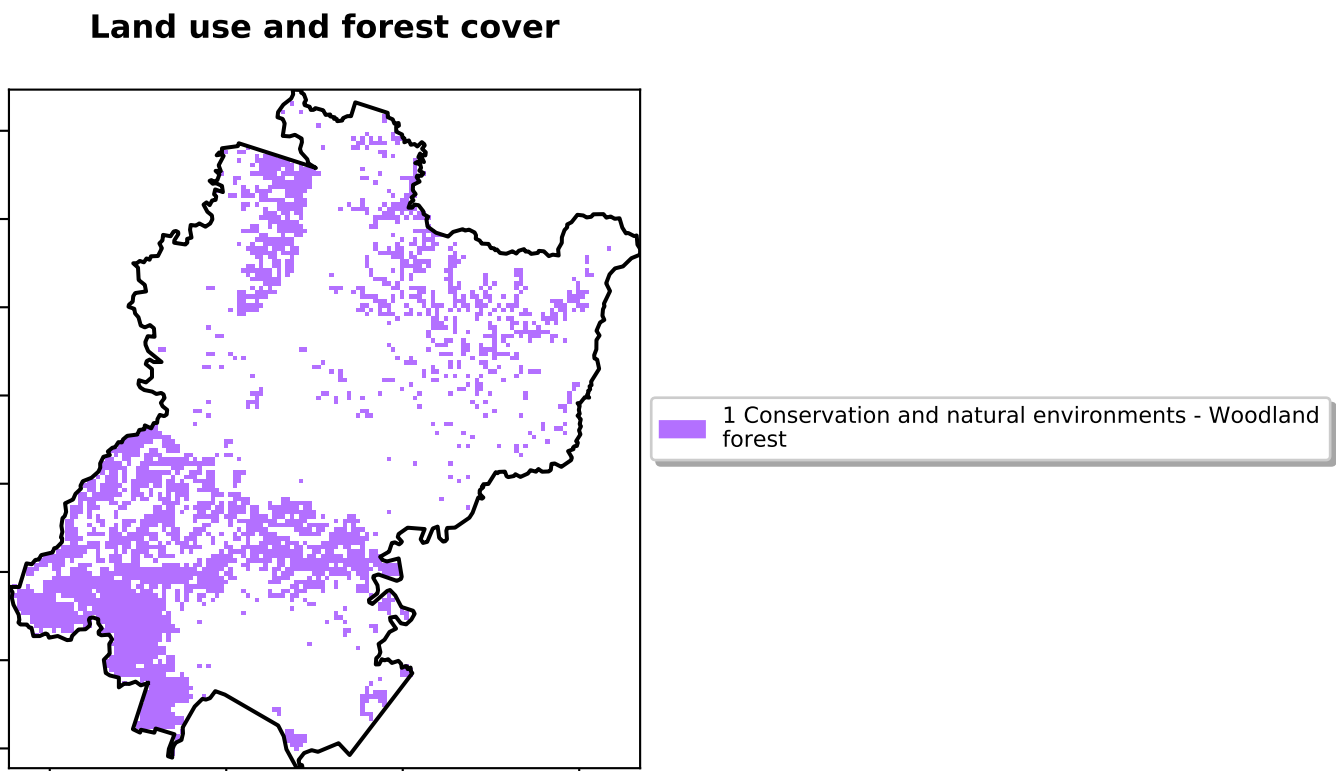 Land use and forest cover
1 Conservation and natural environments - Woodland
forest